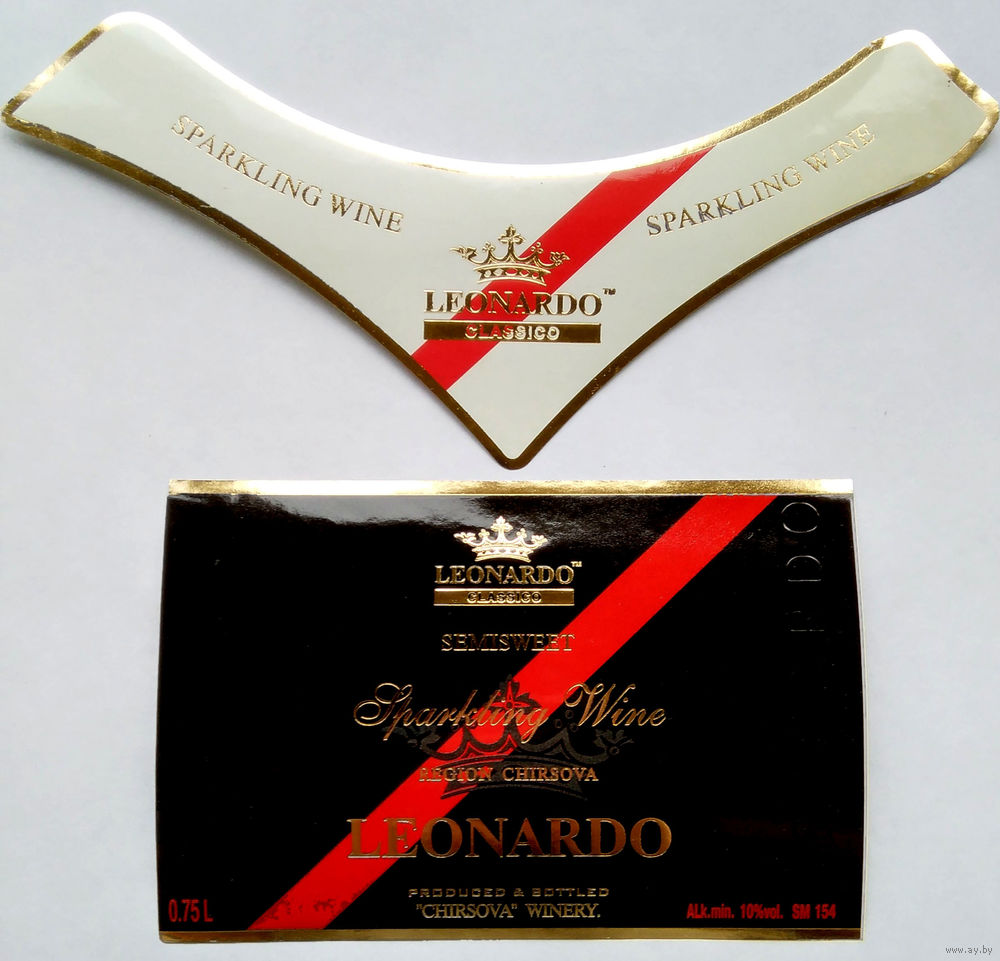 SPARKLING WINE
SPARKLING WINE
LEONARDO™
CLASSICO
LEONARDO™
CLASSICO
PDO
SEMISWEET
Sparkling Wine
REGION CHIRSOVA
LEONARDO
PRODUCED & BOTTLED
"CHIRSOVA" WINERY.
0.75 L
ALk.min. 10%vol. SM 154
www.ay.by